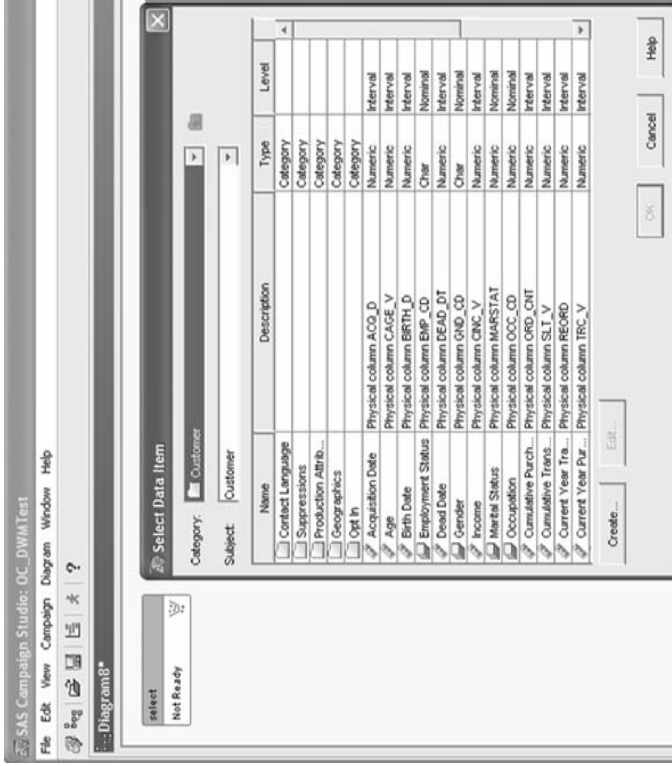 SAS Campaign Studio: OC_DWMTest
File Edit View Campaign Diagram Window Help
Diagram8*
select
Not Ready
Select Data Item
Category: Customer
Subject: Customer
Name Description Type Level
Contact Language Category
Suppressions Category
Production Attrib... Category
Geographics Category
Opt In Category
Acquisition Date Physical column ACQ_D Numeric Interval
Age Physical column CAGE_V Numeric Interval
Birth Date Physical column BIRTH_D Numeric Interval
Employment Status Physical column EMP_CD Char Nominal
Dead Date Physical column DEAD_DT Numeric Interval
Gender Physical column GND_CD Char Nominal
Income Physical column CINC_V Numeric Interval
Marital Status Physical column MARSTAT Numeric Nominal
Occupation Physical column OCC_CD Numeric Nominal
Cumulative Purch... Physical column ORD_CNT Numeric Interval
Cumulative Trans... Physical column SLT_V Numeric Interval
Current Year Tra... Physical column REORD Numeric Interval
Current Year Pur... Physical column TRC_V Numeric Interval
Create... Edit...
OK Cancel Help